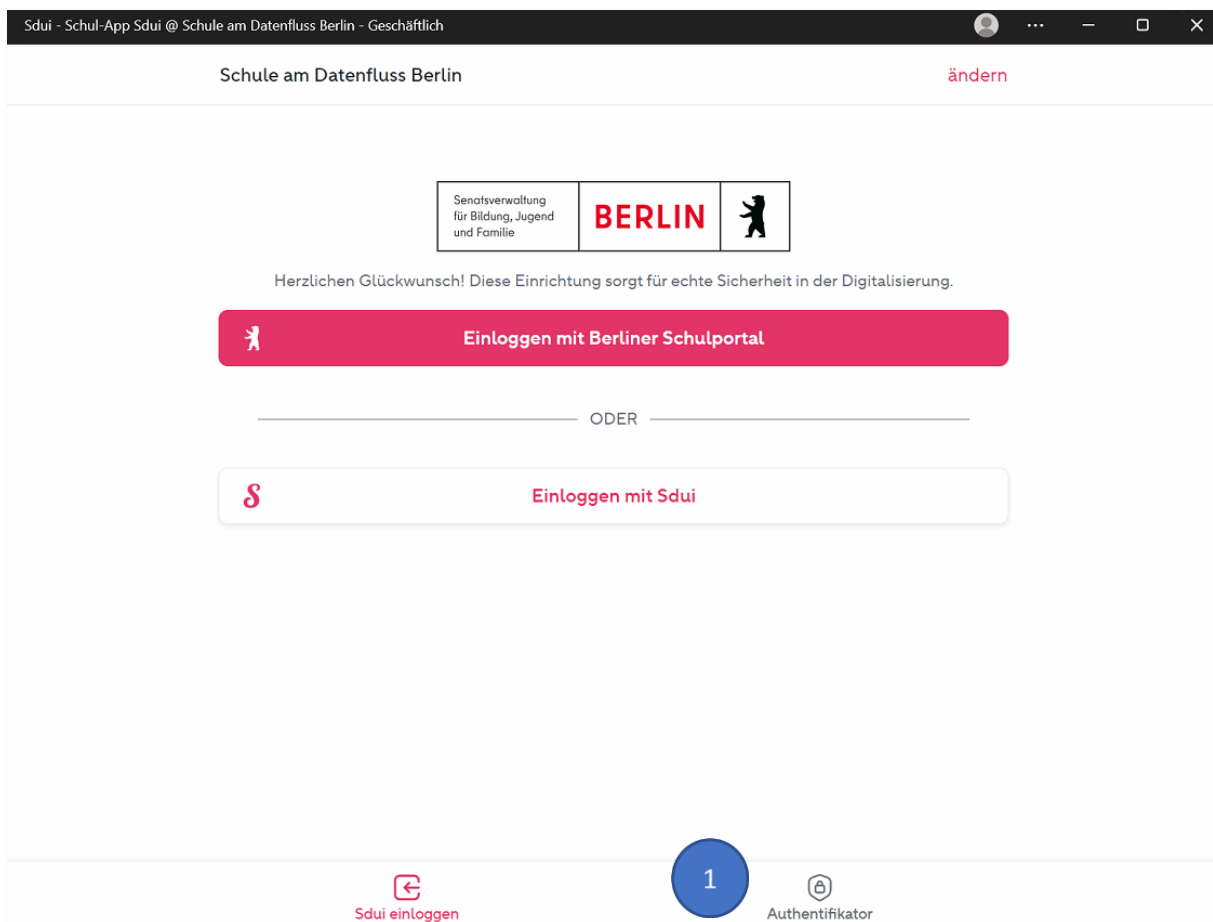 Sdui - Schul-App Sdui @ Schule am Datenfluss Berlin - Geschäftlich
Schule am Datenfluss Berlin
ändern
Senatsverwaltung
für Bildung, Jugend
und Familie
BERLIN
Herzlichen Glückwunsch! Diese Einrichtung sorgt für echte Sicherheit in der Digitalisierung.
Einloggen mit Berliner Schulportal
ODER
S
Einloggen mit Sdui
1
Sdui einloggen
Authentifikator